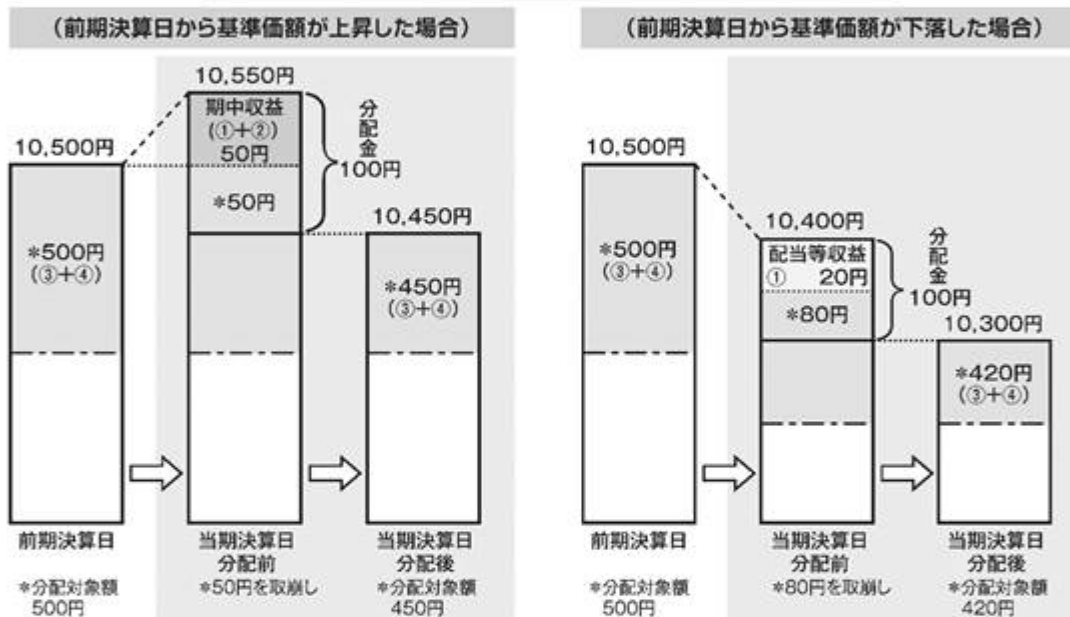 (前期決算日から基準価額が上昇した場合)
10,550円
期中収益
(①+②)
50円
*50円
分配金
100円
10,500円
*500円
(③+④)
10,450円
*450円
(③+④)
前期決算日
*分配対象額
500円
当期決算日
分配前
*50円を取崩し
当期決算日
分配後
*分配対象額
450円
(前期決算日から基準価額が下落した場合)
10,500円
*500円
(③+④)
10,400円
配当等収益
① 20円
*80円
分配金
100円
10,300円
*420円
(③+④)
前期決算日
*分配対象額
500円
当期決算日
分配前
*80円を取崩し
当期決算日
分配後
*分配対象額
420円